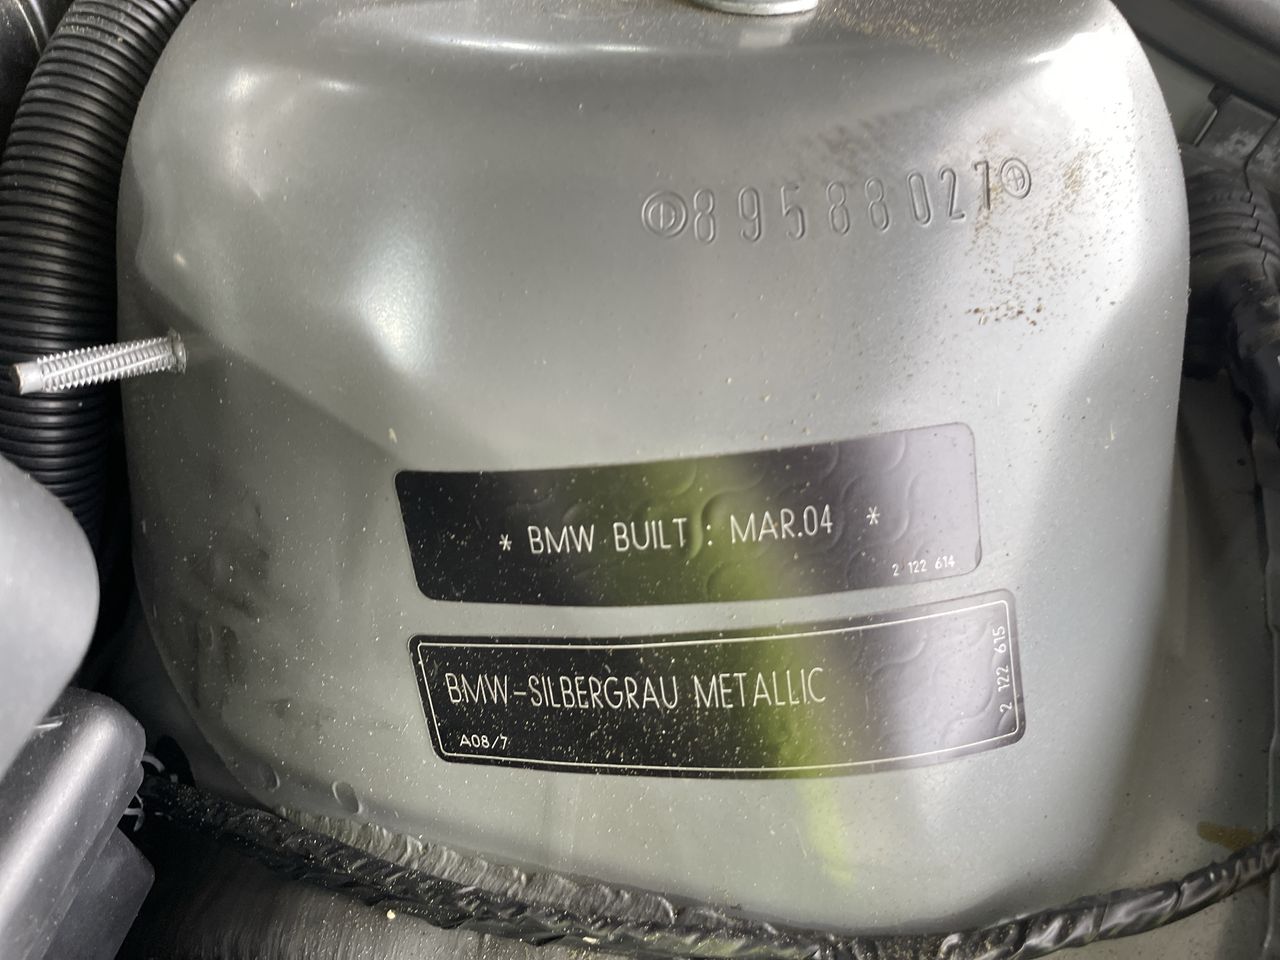 89588027
* BMW BUILT : MAR.04 *
2 122 614
BMW-SILBERGRAU METALLIC
A08/7
2 122 615